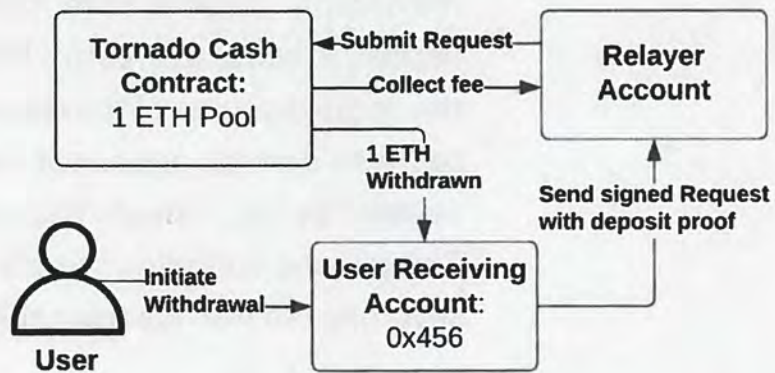 Tornado Cash
Contract:
1 ETH Pool
Submit Request
Collect fee
Relayer
Account
1 ETH
Withdrawn
Send signed Request
with deposit proof
Initiate
Withdrawal
User Receiving
Account:
0x456
User